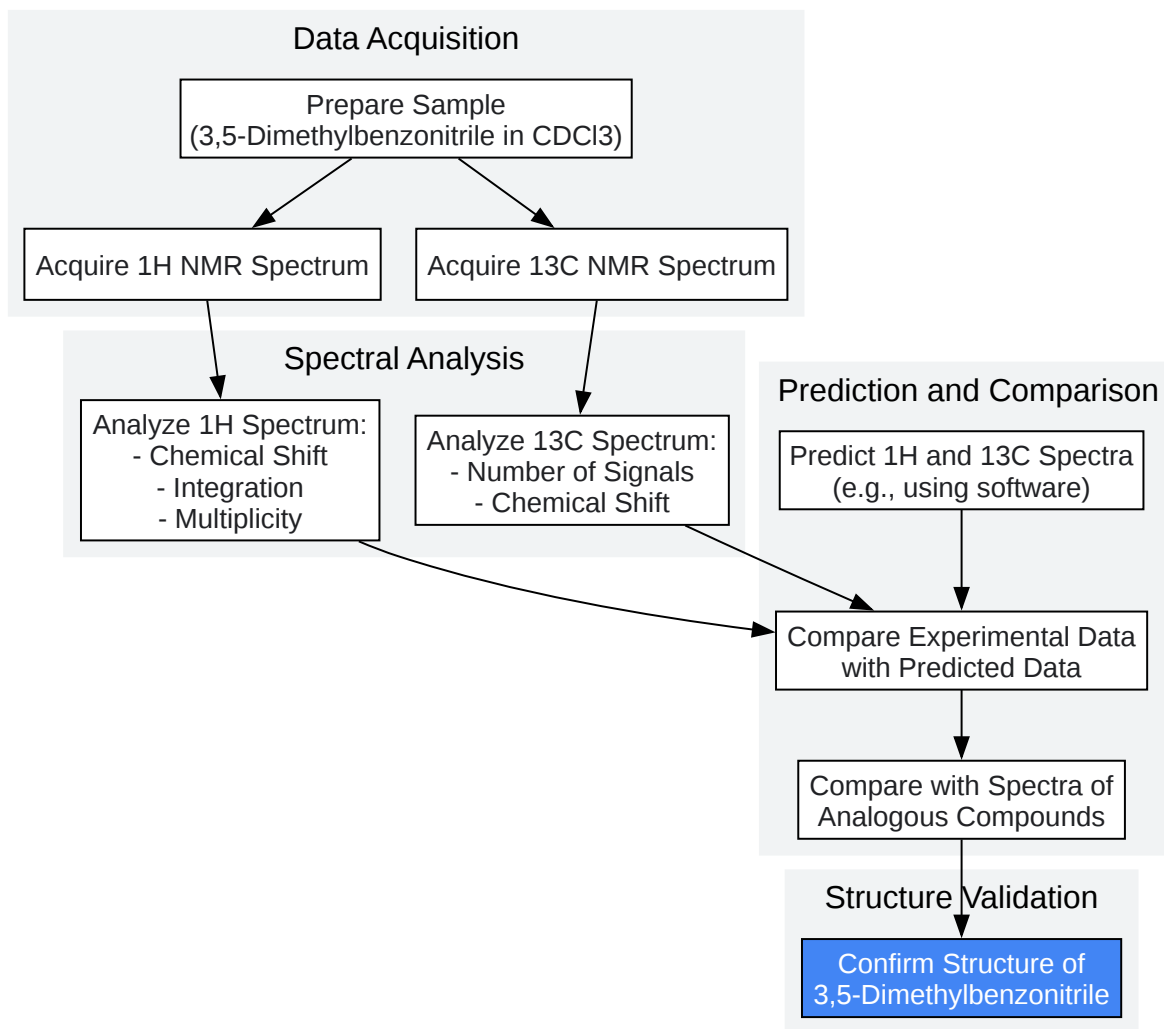 Data Acquisition
Prepare Sample
(3,5-Dimethylbenzonitrile in CDCl3)
Acquire 1H NMR Spectrum
Acquire 13C NMR Spectrum
Spectral Analysis
Analyze 1H Spectrum:
- Chemical Shift
- Integration
- Multiplicity
Analyze 13C Spectrum:
- Number of Signals
- Chemical Shift
Prediction and Comparison
Predict 1H and 13C Spectra
(e.g., using software)
Compare Experimental Data
with Predicted Data
Compare with Spectra of
Analogous Compounds
Structure Validation
Confirm Structure of
3,5-Dimethylbenzonitrile